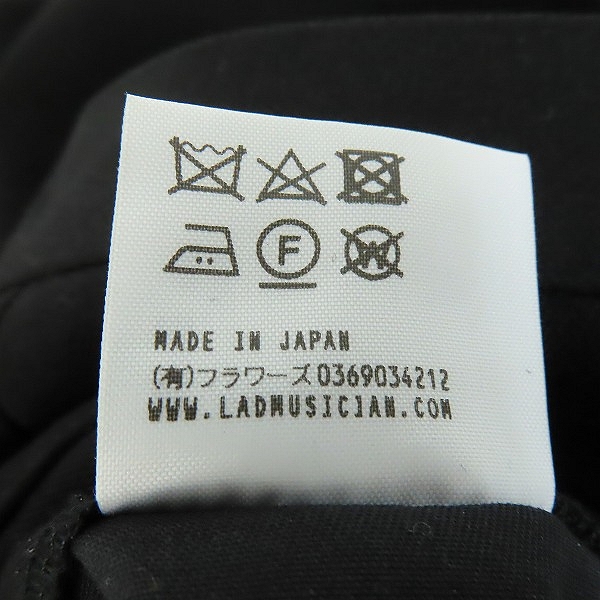 F W
MADE IN JAPAN
(有)フラワーズ0369034212
WWW.LADMUSICIAN.COM